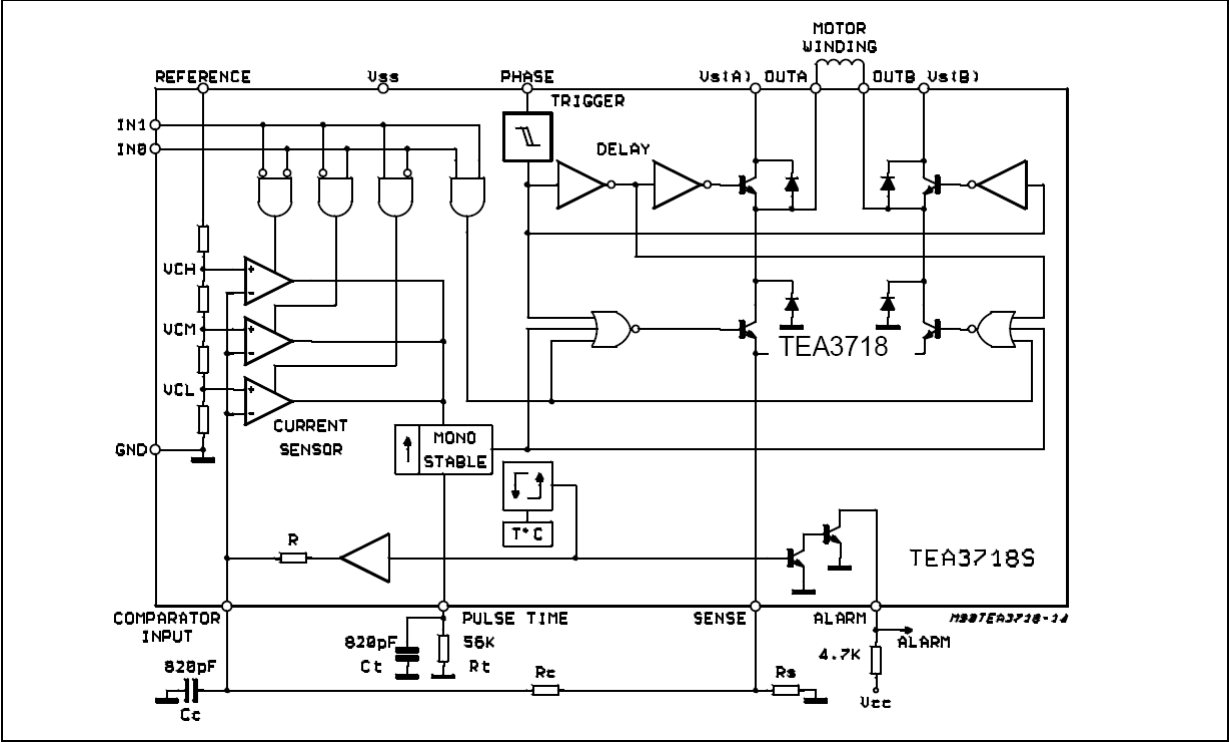 MOTOR
WINDING
REFERENCE
Vss
PHASE
Vs(A)
OUTA
OUTB
Vs(B)
TRIGGER
IN1
IN0
DELAY
VCH
VCM
VCL
TEA3718
CURRENT
SENSOR
GND
MONO
STABLE
T°C
R
TEA3718S
COMPARATOR
INPUT
PULSE TIME
SENSE
ALARM
M90TEA3718-14
820pF
Ct
56K
Rt
ALARM
4.7K
Vcc
820pF
Cc
Rc
Rs